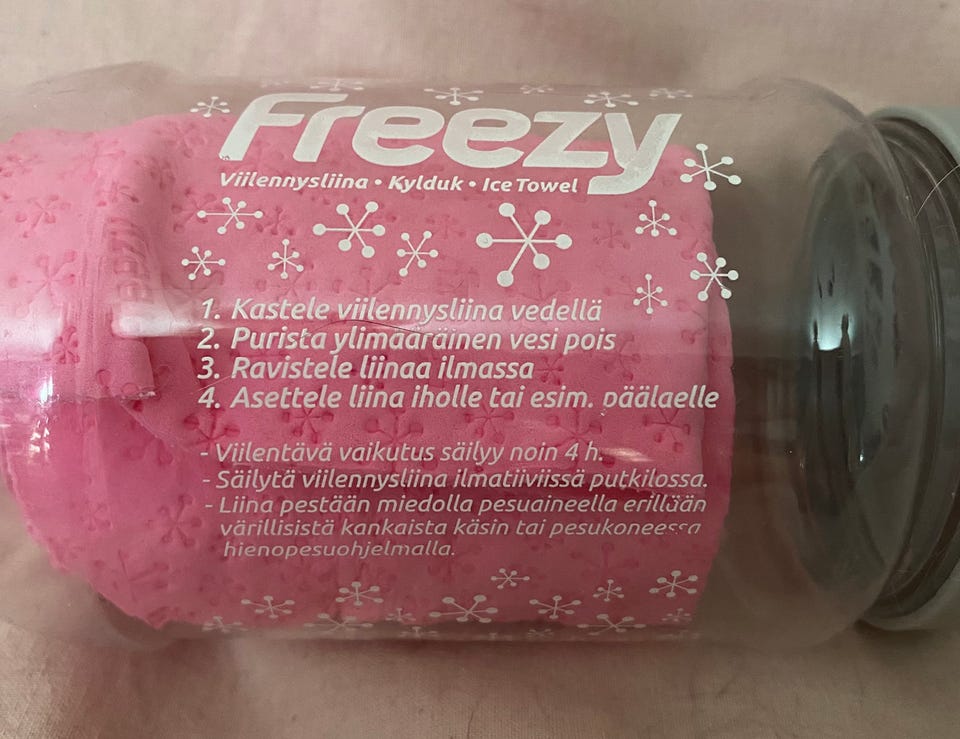 Freezy
Viilennysliina • Kylduk • Ice Towel
1. Kastele viilennysliina vedellä
2. Purista ylimääräinen vesi pois
3. Ravistele liinaa ilmassa
4. Asettele liina iholle tai esim. päälaelle
- Viilentävä vaikutus säilyy noin 4 h.
- Säilytä viilennysliina ilmatiiviissä putkilossa.
- Liina pestään miedolla pesuaineella erillään
värillisistä kankaista käsin tai pesukoneessa
hienopesuohjelmalla.